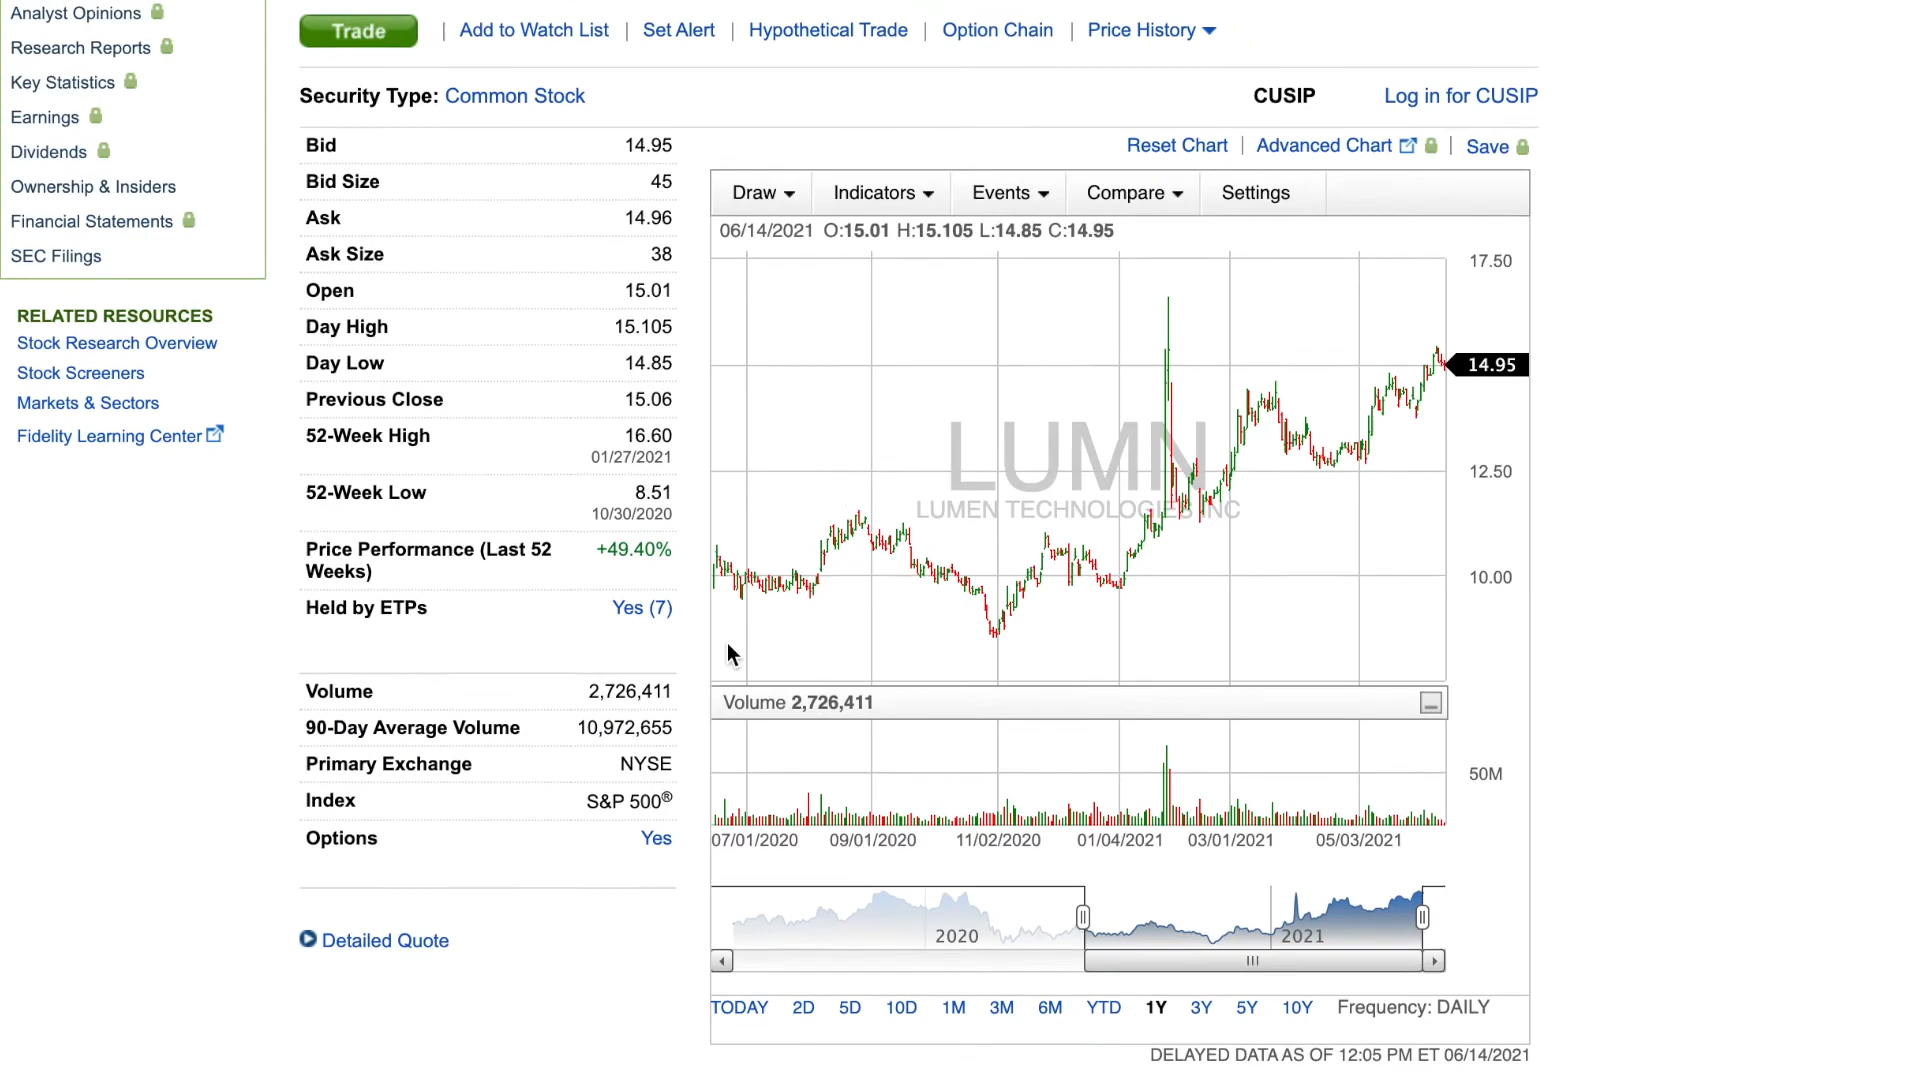 Analyst Opinions
Research Reports
Key Statistics
Earnings
Dividends
Ownership & Insiders
Financial Statements
SEC Filings
RELATED RESOURCES
Stock Research Overview
Stock Screeners
Markets & Sectors
Fidelity Learning Center
Trade | Add to Watch List | Set Alert | Hypothetical Trade | Option Chain | Price History
Security Type: Common Stock CUSIP Log in for CUSIP
Bid 14.95
Bid Size 45
Ask 14.96
Ask Size 38
Open 15.01
Day High 15.105
Day Low 14.85
Previous Close 15.06
52-Week High 16.60
01/27/2021
52-Week Low 8.51
10/30/2020
Price Performance (Last 52 +49.40%
Weeks)
Held by ETPs Yes (7)
Volume 2,726,411
90-Day Average Volume 10,972,655
Primary Exchange NYSE
Index S&P 500®
Options Yes
Detailed Quote
Reset Chart | Advanced Chart | Save
Draw Indicators Events Compare Settings
06/14/2021 O:15.01 H:15.105 L:14.85 C:14.95
17.50
14.95
12.50
10.00
LUMN
LUMEN TECHNOLOGIES INC
Volume 2,726,411
50M
07/01/2020 09/01/2020 11/02/2020 01/04/2021 03/01/2021 05/03/2021
2020 2021
TODAY 2D 5D 10D 1M 3M 6M YTD 1Y 3Y 5Y 10Y Frequency: DAILY
DELAYED DATA AS OF 12:05 PM ET 06/14/2021